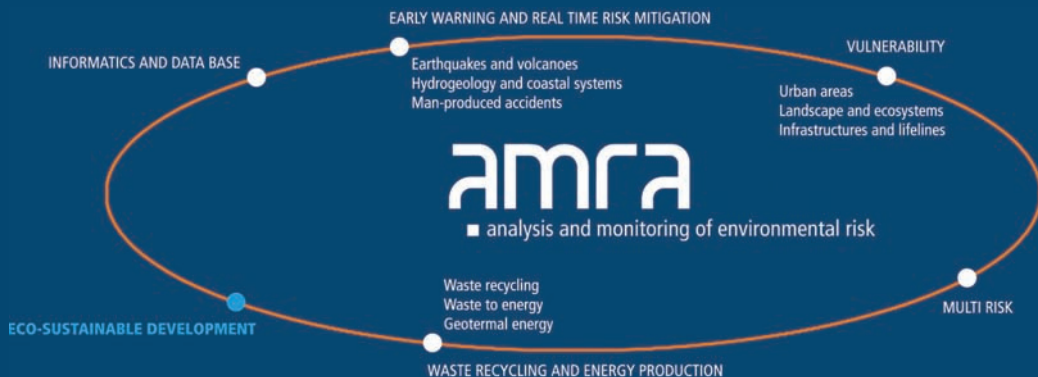 EARLY WARNING AND REAL TIME RISK MITIGATION
INFORMATICS AND DATA BASE
VULNERABILITY
Earthquakes and volcanoes
Hydrogeology and coastal systems
Man-produced accidents
Urban areas
Landscape and ecosystems
Infrastructures and lifelines
amra
analysis and monitoring of environmental risk
Waste recycling
Waste to energy
Geotermal energy
MULTI RISK
ECO-SUSTAINABLE DEVELOPMENT
WASTE RECYCLING AND ENERGY PRODUCTION